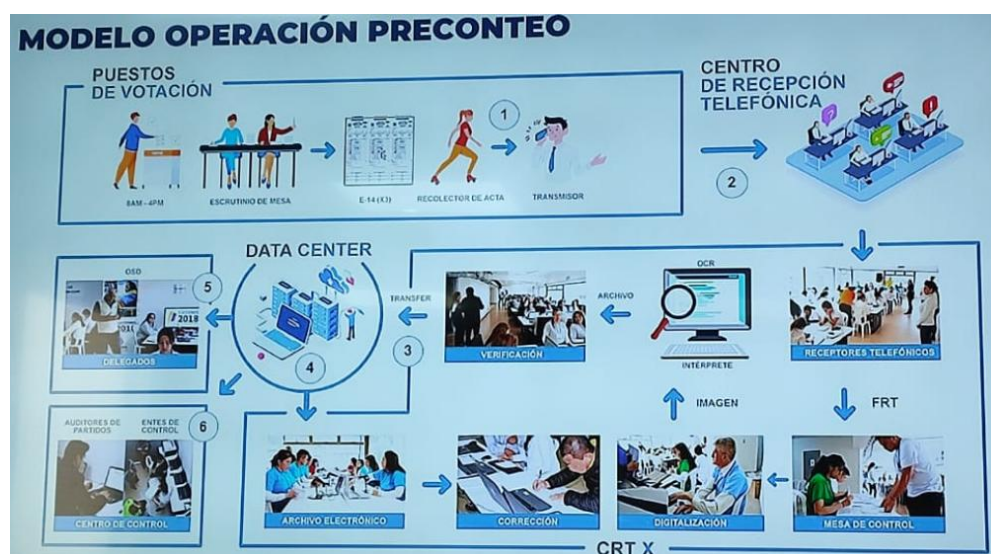 MODELO OPERACIÓN PRECONTEO
PUESTOS
DE VOTACIÓN
1
8AM – 4PM
ESCRUTINIO DE MESA
E-14 (X3)
RECOLECTOR DE ACTA
TRANSMISOR
CENTRO
DE RECEPCIÓN
TELEFÓNICA
2
OSD
5
2018
DELEGADOS
DATA CENTER
4
TRANSFER
3
VERIFICACIÓN
ARCHIVO
OCR
INTÉRPRETE
RECEPTORES TELEFÓNICOS
IMAGEN
FRT
AUDITORES DE
PARTIDOS
ENTES DE
CONTROL
6
CENTRO DE CONTROL
ARCHIVO ELECTRÓNICO
CORRECCIÓN
DIGITALIZACIÓN
MESA DE CONTROL
CRT X